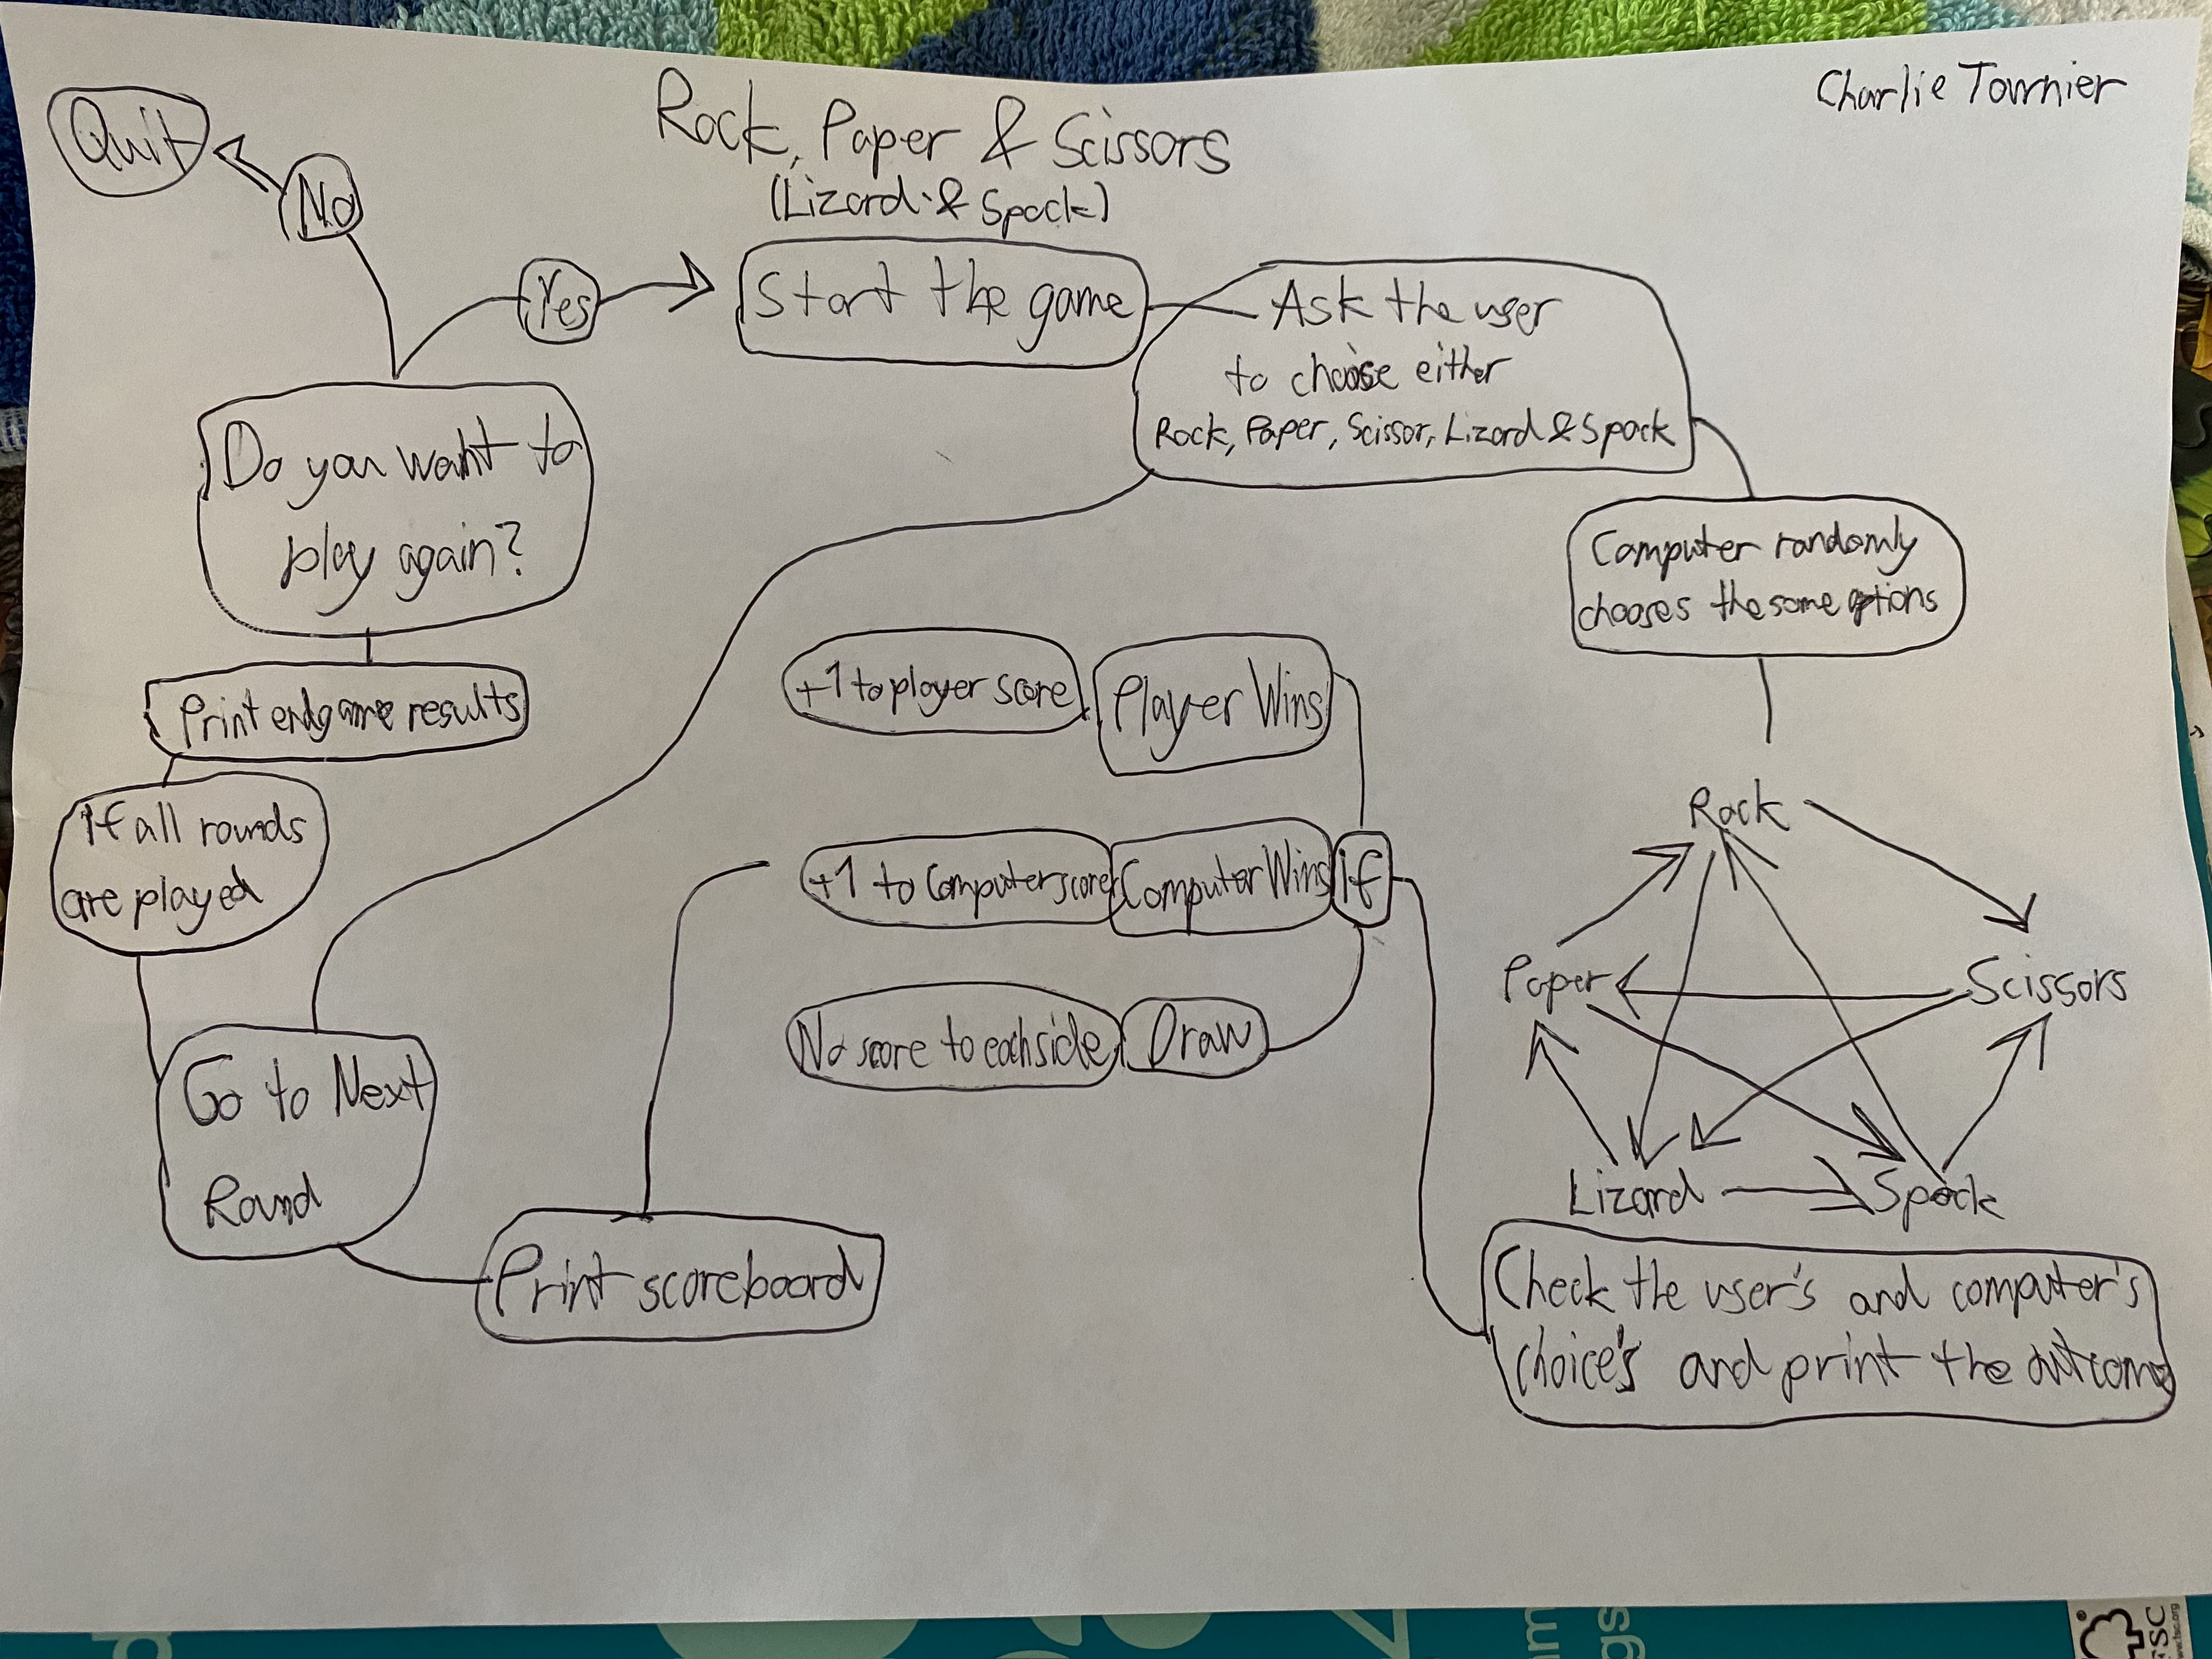 Charlie Tournier
Rock, Paper & Scissors
(Lizard & Spock)
Quit
No
Yes
Start the game
Ask the user
to choose either
Rock, Paper, Scissor, Lizard & Spock
Do you want to
play again?
Computer randomly
chooses the same options
+1 to player score
Player Wins
Print endgame results
If all rounds
are played
Rock
+1 to Computer score
Computer Wins
if
Paper
Scissors
No score to each side
Draw
Go to Next
Round
Lizard
Spock
Print scoreboard
Check the user's and computer's
choice's and print the outcome
FSC